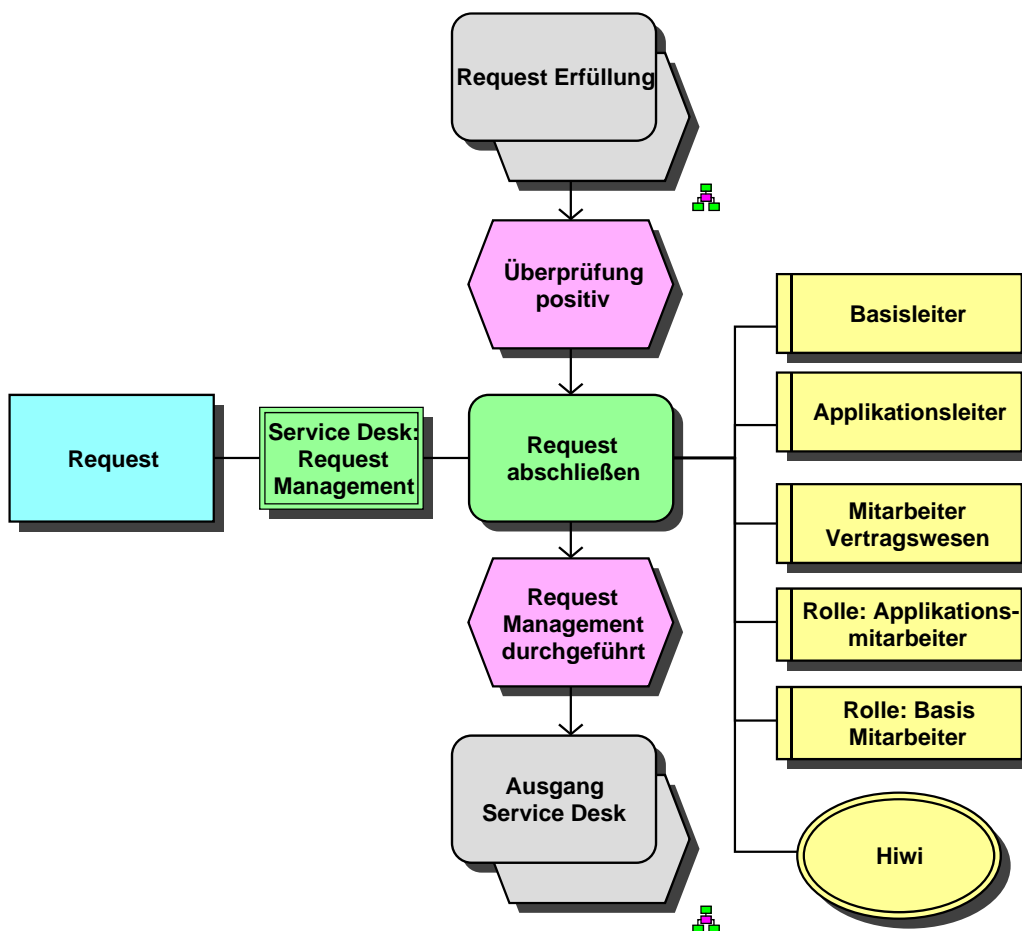 Request Erfüllung
Überprüfung
positiv
Basisleiter
Applikationsleiter
Request
Service Desk:
Request
Management
Request
abschließen
Mitarbeiter
Vertragswesen
Request
Management
durchgeführt
Rolle: Applikations-
mitarbeiter
Rolle: Basis
Mitarbeiter
Ausgang
Service Desk
Hiwi